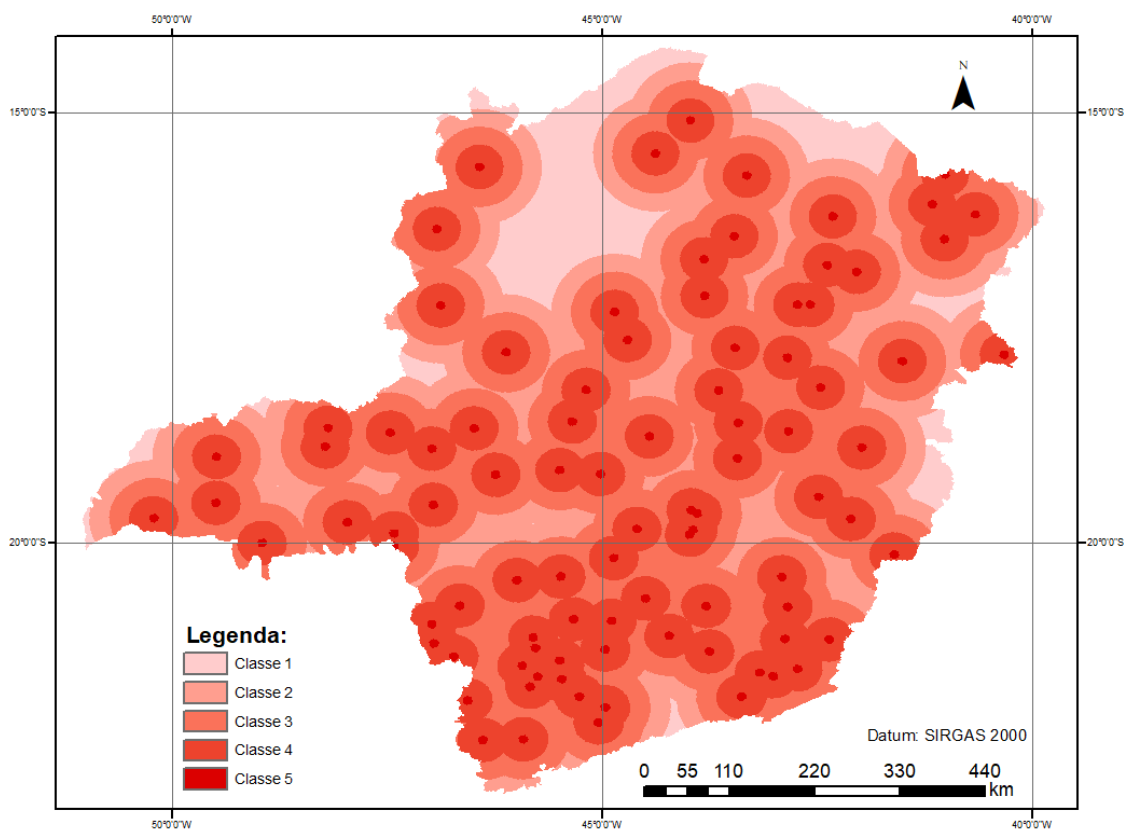 50°0'0"W 45°0'0"W 40°0'0"W
N
15°0'0"S 15°0'0"S
20°0'0"S 20°0'0"S
Legenda:
Classe 1
Classe 2
Classe 3
Classe 4
Classe 5
Datum: SIRGAS 2000
0 55 110 220 330 440
km
50°0'0"W 45°0'0"W 40°0'0"W